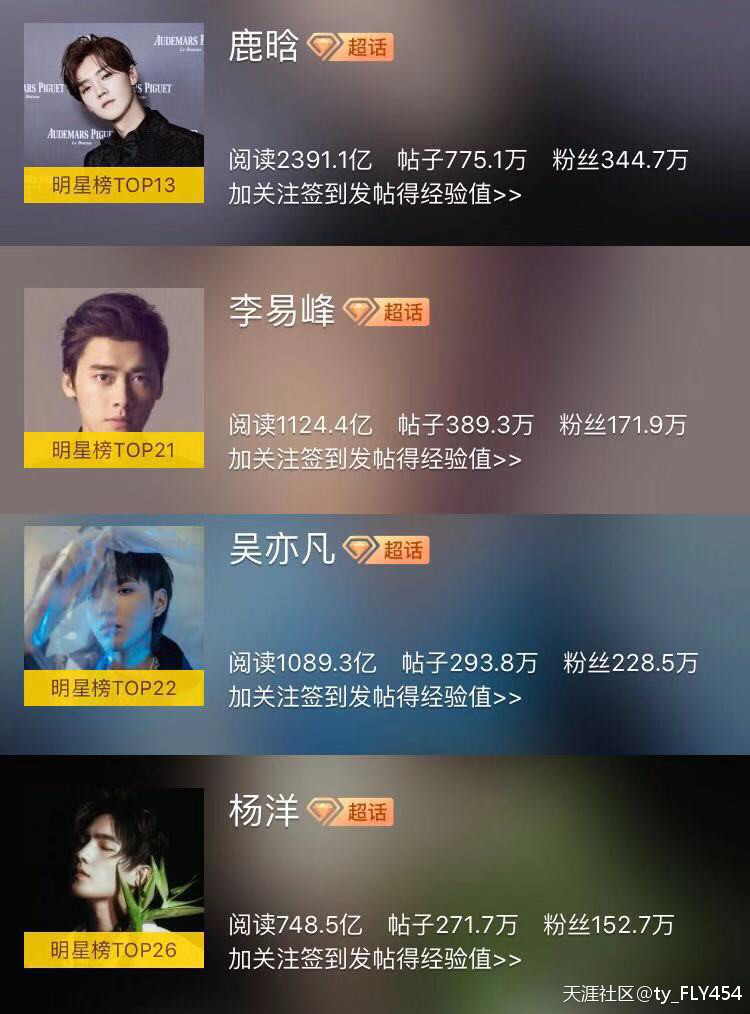 鹿晗 超话
AUDEMARS PIGUET
Le Brassus
AUDEMARS PIGUET
Le Brassus
明星榜TOP13
阅读2391.1亿 帖子775.1万 粉丝344.7万
加关注签到发帖得经验值>>
李易峰 超话
明星榜TOP21
阅读1124.4亿 帖子389.3万 粉丝171.9万
加关注签到发帖得经验值>>
吴亦凡 超话
明星榜TOP22
阅读1089.3亿 帖子293.8万 粉丝228.5万
加关注签到发帖得经验值>>
杨洋 超话
明星榜TOP26
阅读748.5亿 帖子271.7万 粉丝152.7万
加关注签到发帖得经验值>>
天涯社区@ty_FLY454